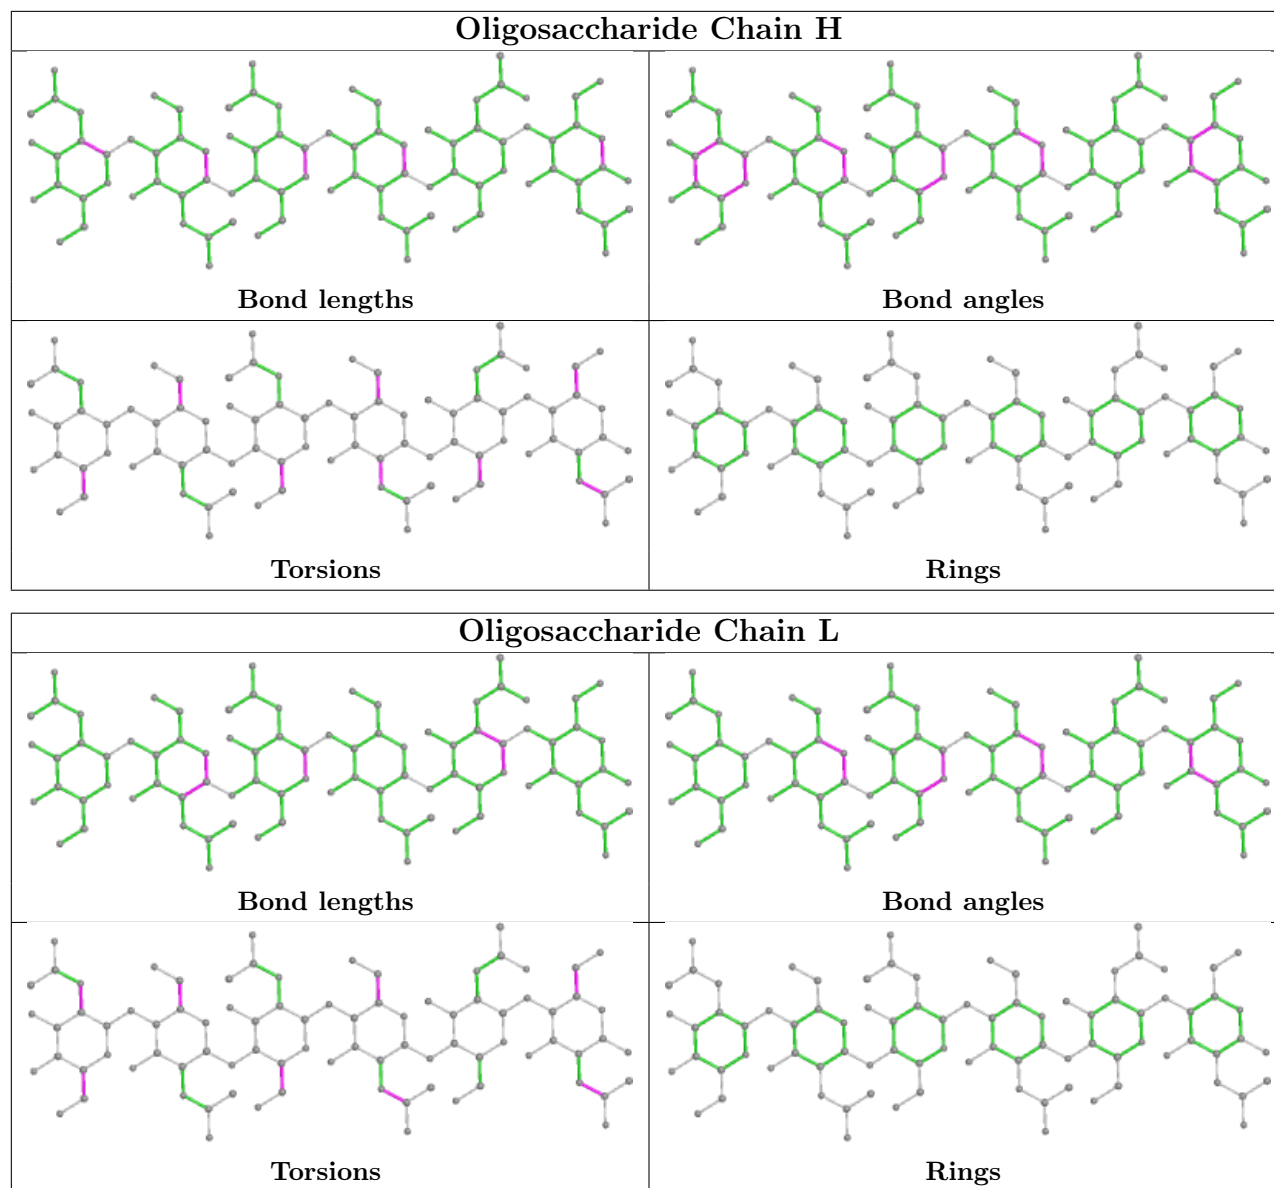 Oligosaccharide Chain H
Bond lengths
Bond angles
Torsions
Rings
Oligosaccharide Chain L
Bond lengths
Bond angles
Torsions
Rings